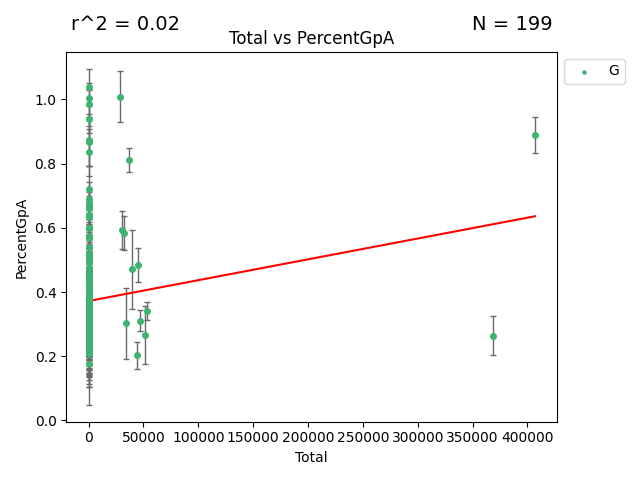 r^2 = 0.02
N = 199
Total vs PercentGpA
G
PercentGpA
1.0
0.8
0.6
0.4
0.2
0.0
0 50000 100000 150000 200000 250000 300000 350000 400000
Total